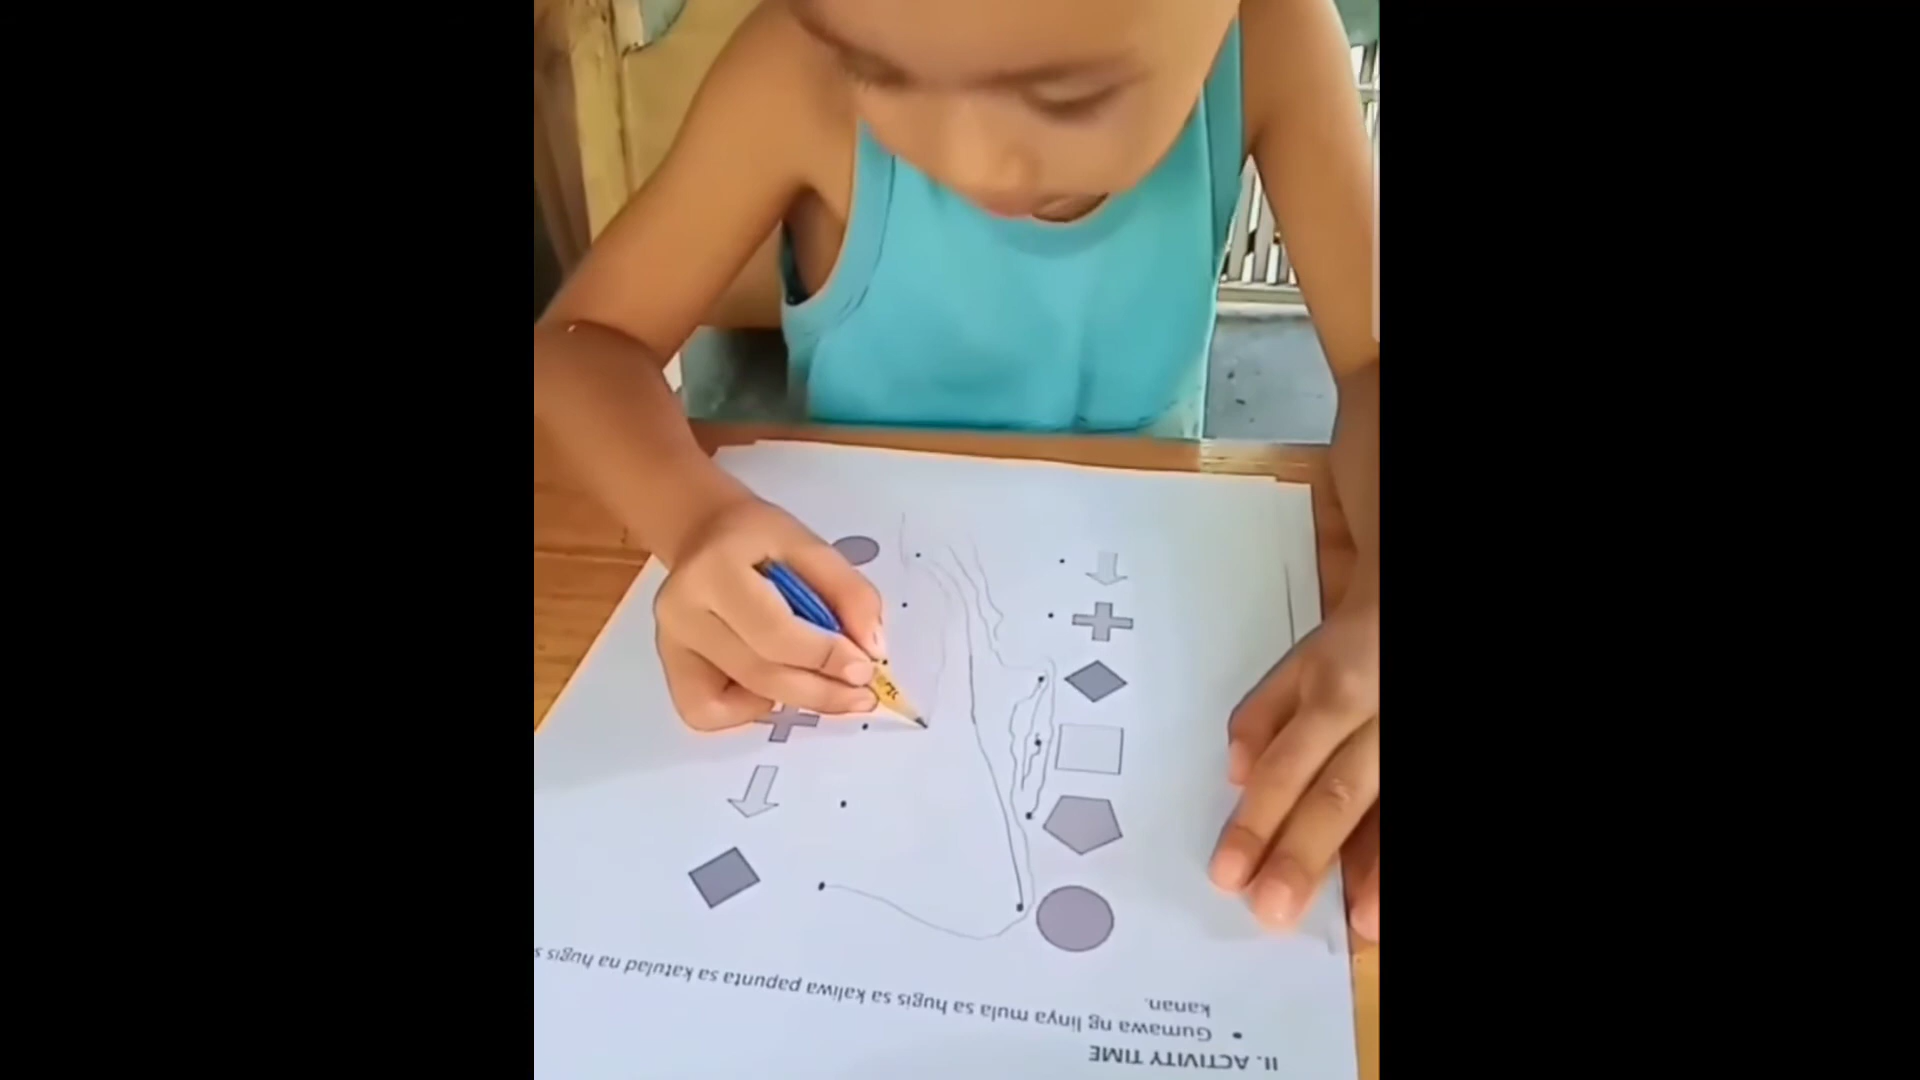 II. ACTIVITY TIME
• Gumawa ng linya mula sa hugis sa kaliwa papunta sa katulad na hugis s
kanan.